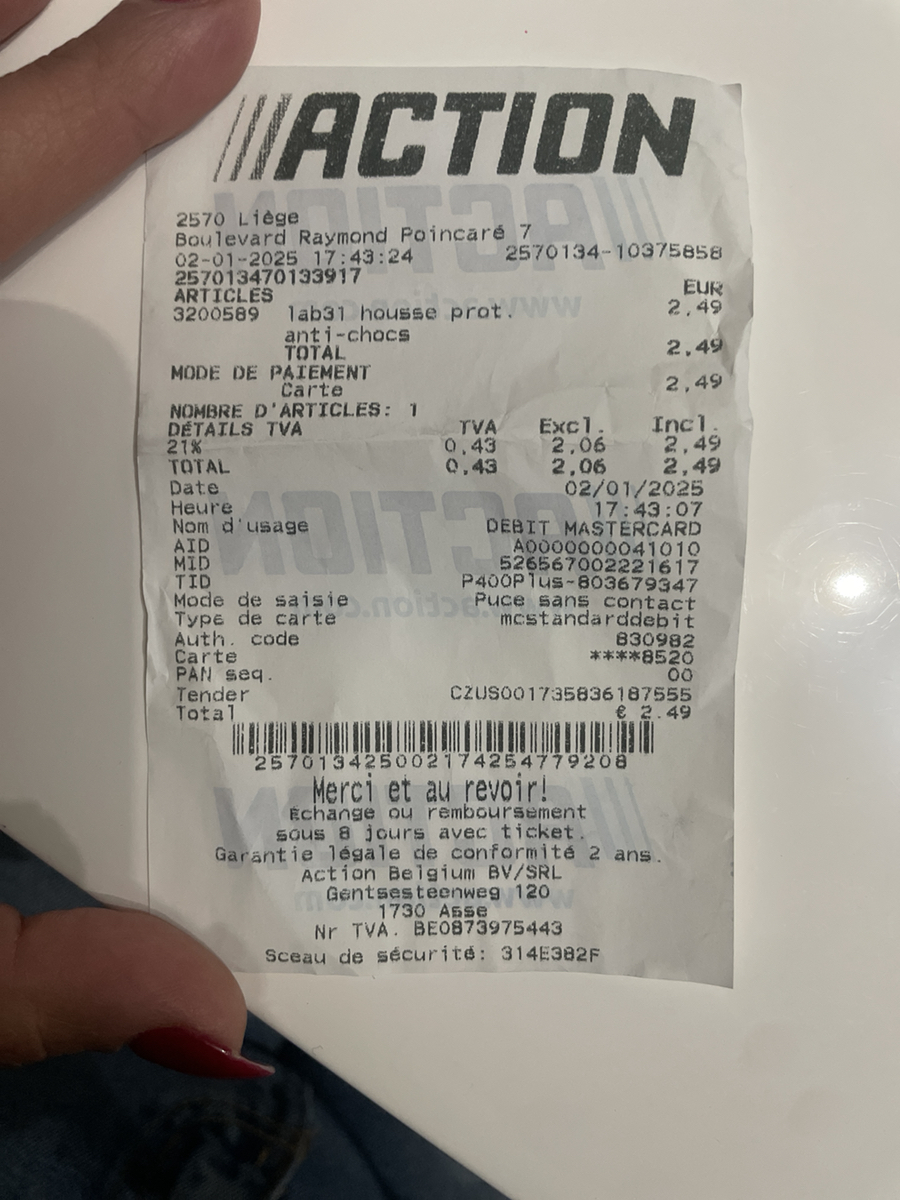 ACTION
2570 Liège
Boulevard Raymond Poincaré 7
02-01-2025 17:43:24 2570134-10375858
257013470133917
ARTICLES EUR
3200589 lab31 housse prot. 2,49
anti-chocs
TOTAL 2,49
MODE DE PAIEMENT
Carte 2,49
NOMBRE D'ARTICLES: 1
DÉTAILS TVA TVA Excl. Incl.
21% 0,43 2,06 2,49
TOTAL 0,43 2,06 2,49
Date 02/01/2025
Heure 17:43:07
Nom d'usage DEBIT MASTERCARD
AID A0000000041010
MID 526567002221617
TID P400Plus-803679347
Mode de saisie Puce sans contact
Type de carte mcstandarddebit
Auth. code 830982
Carte ****8520
PAN seq. 00
Tender CZUS001735836187555
Total € 2.49
257013425002174254779208
Merci et au revoir!
Échange ou remboursement
sous 8 jours avec ticket.
Garantie légale de conformité 2 ans.
Action Belgium BV/SRL
Gentsesteenweg 120
1730 Asse
Nr TVA. BE0873975443
Sceau de sécurité: 314E382F